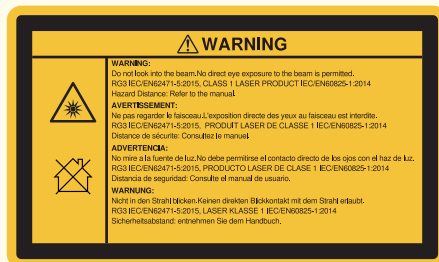 WARNING
WARNING:
Do not look into the beam.No direct eye exposure to the beam is permitted.
RG3 IEC/EN62471-5:2015, CLASS 1 LASER PRODUCT IEC/EN60825-1:2014
Hazard Distance: Refer to the manual.
AVERTISSEMENT:
Ne pas regarder le faisceau.L'exposition directe des yeux au faisceau est interdite.
RG3 IEC/EN62471-5:2015, PRODUIT LASER DE CLASSE 1 IEC/EN60825-1:2014
Distance de sécurite: Consultez le manuel.
ADVERTENCIA:
No mire a la fuente de luz.No debe permitirse el contacto directo de los ojos con el haz de luz.
RG3 IEC/EN62471-5:2015, PRODUCTO LASER DE CLASE 1 IEC/EN60825-1:2014
Distancia de seguridad: Consulte el manual de usuario.
WARNUNG:
Nicht in den Strahl blicken.Keinen direkten Blickkontakt mit dem Strahl erlaubt.
RG3 IEC/EN62471-5:2015, LASER KLASSE 1 IEC/EN60825-1:2014
Sicherheitsabstand: entnehmen Sie dem Handbuch.